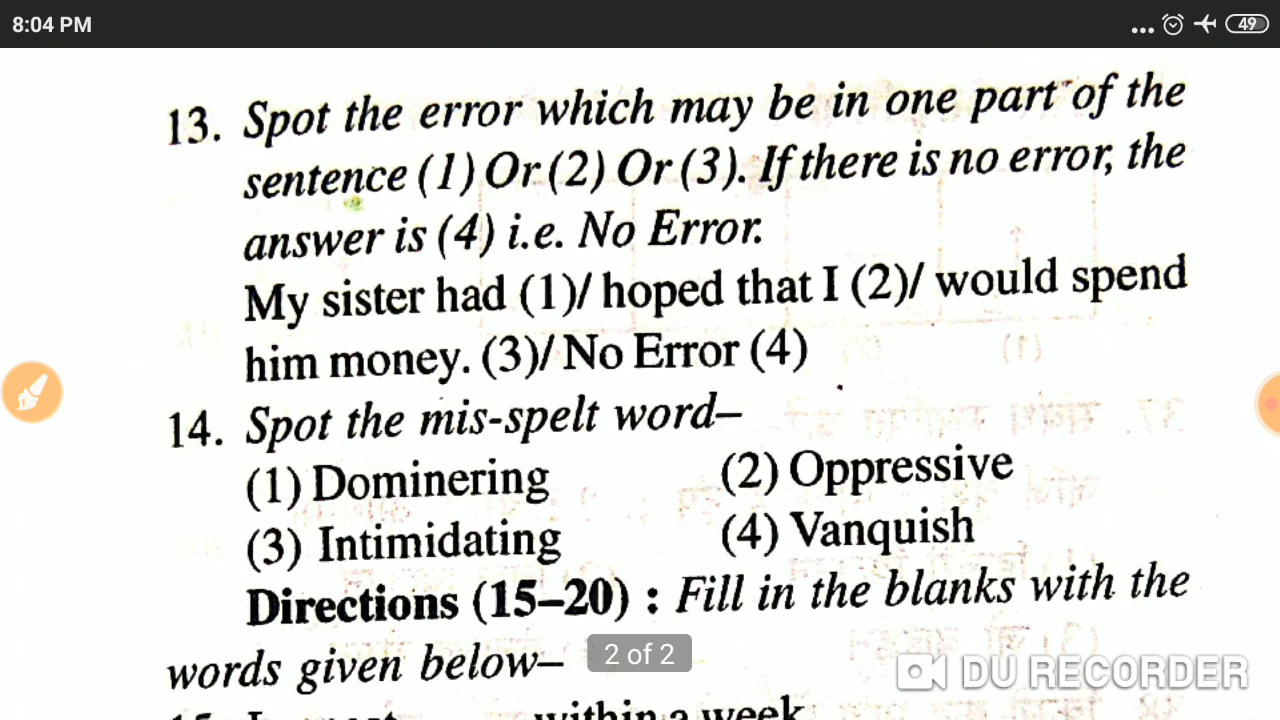 8:04 PM
49
13. Spot the error which may be in one part of the
sentence (1) Or (2) Or (3). If there is no error, the
answer is (4) i.e. No Error.
My sister had (1)/ hoped that I (2)/ would spend
him money. (3)/ No Error (4)
14. Spot the mis-spelt word–
(1) Dominering (2) Oppressive
(3) Intimidating (4) Vanquish
Directions (15–20) : Fill in the blanks with the
words given below–
2 of 2
DU RECORDER
within a week